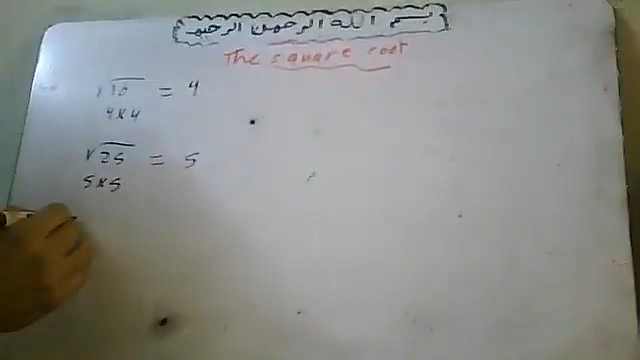 بسم الله الرحمن الرحيم
The square root
√16 = 4
4×4
√25 = 5
5×5